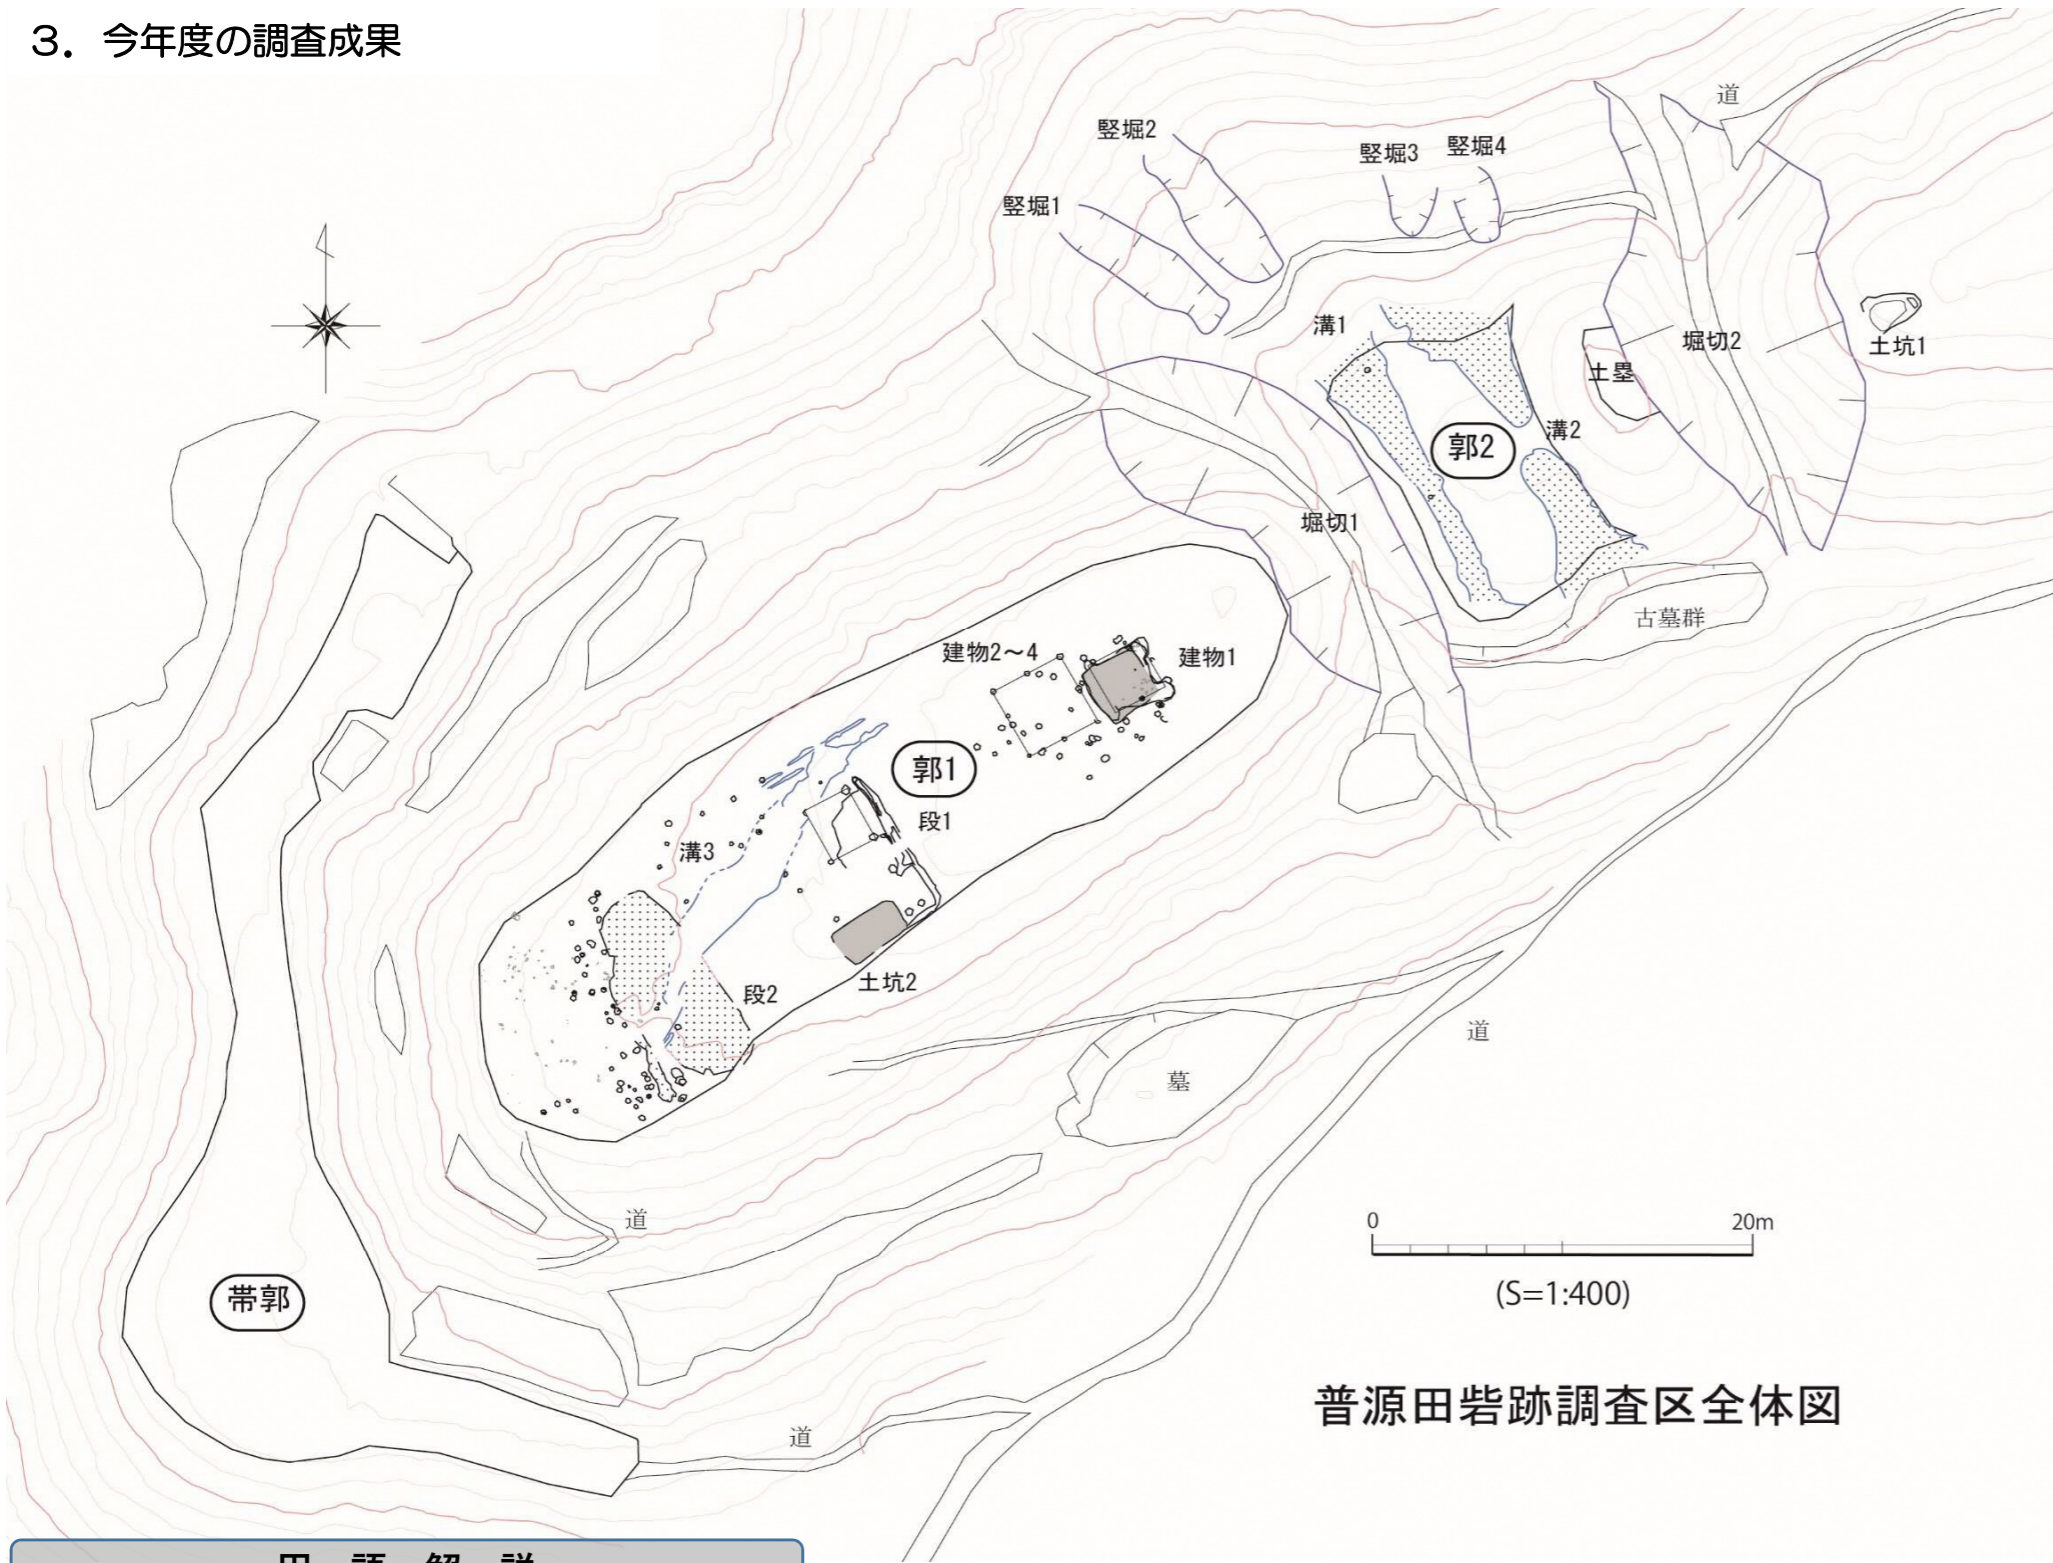 3．今年度の調査成果
道
竪堀2
竪堀3
竪堀4
竪堀1
溝1
堀切2
土坑1
土塁
溝2
郭2
堀切1
古墓群
建物2～4
建物1
郭1
段1
溝3
土坑2
段2
道
墓
道
0
20m
(S=1:400)
帯郭
普源田砦跡調査区全体図
道
用語解説